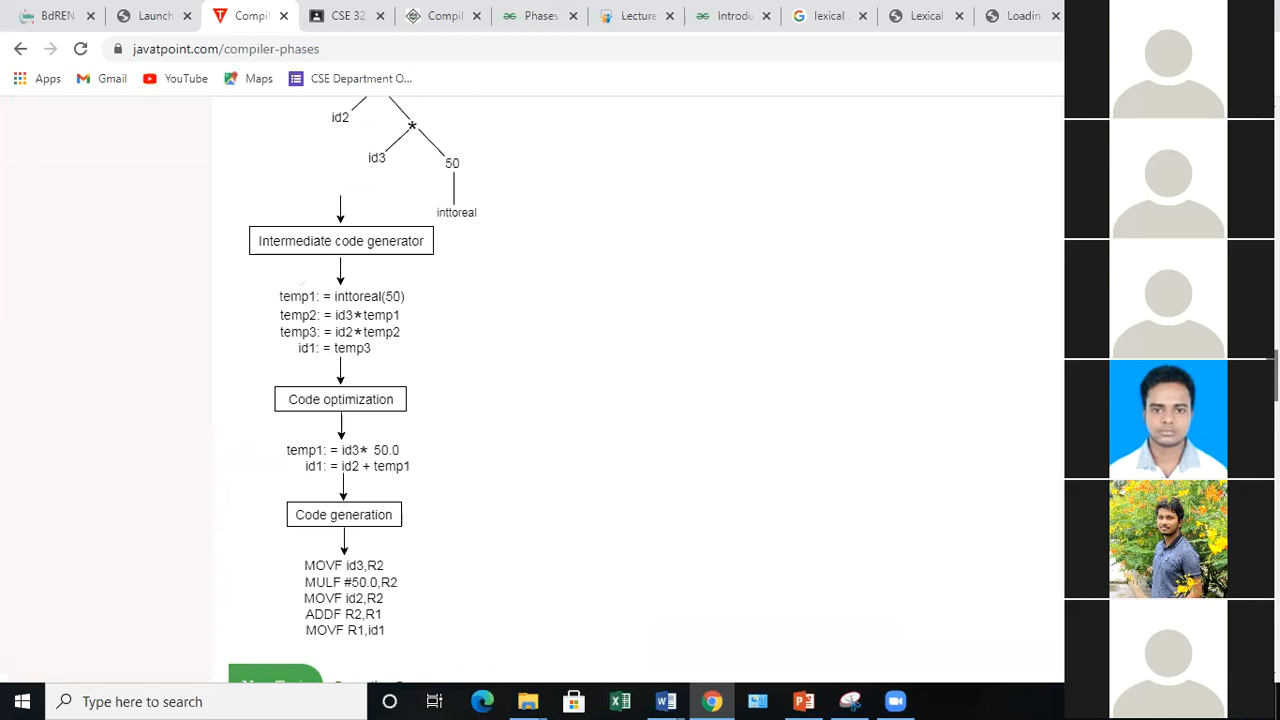 BdREN
Launch
Compil
CSE 32
Compil
Phases
Lecture
Introdu
lexical
Lexical
Loadin
javatpoint.com/compiler-phases
Apps
Gmail
YouTube
Maps
CSE Department O...
id2
*
id3
50
inttoreal
Intermediate code generator
temp1: = inttoreal(50)
temp2: = id3*temp1
temp3: = id2*temp2
id1: = temp3
Code optimization
temp1: = id3* 50.0
id1: = id2 + temp1
Code generation
MOVF id3,R2
MULF #50.0,R2
MOVF id2,R2
ADDF R2,R1
MOVF R1,id1
Type here to search